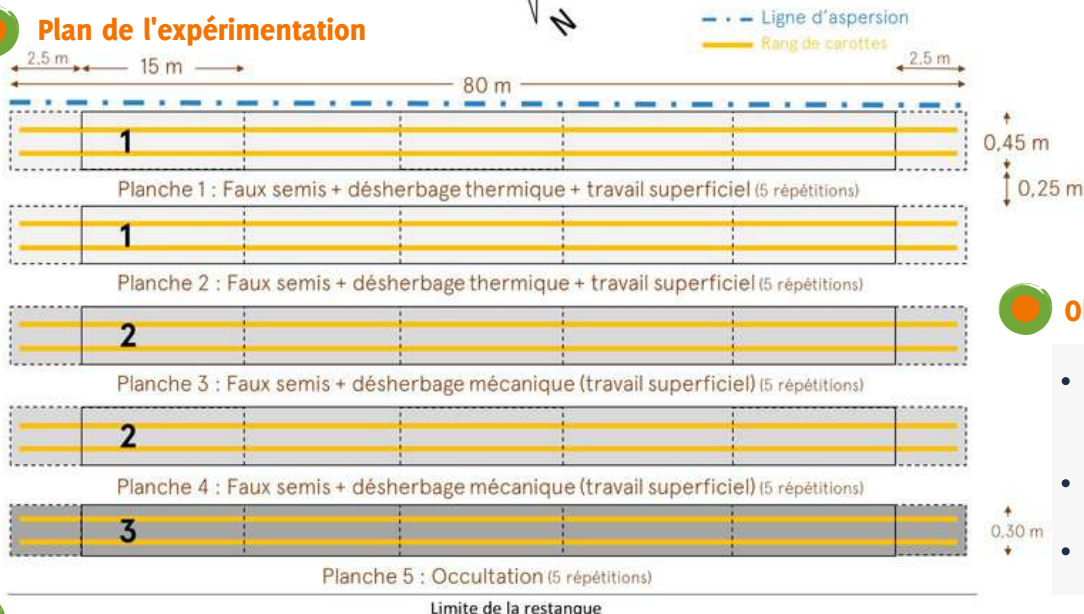 Plan de l'expérimentation
N
Ligne d'aspersion
Rang de carottes
2,5 m
15 m
2,5 m
80 m
1
0,45 m
Planche 1 : Faux semis + désherbage thermique + travail superficiel (5 répétitions)
0,25 m
1
Planche 2 : Faux semis + désherbage thermique + travail superficiel (5 répétitions)
2
Planche 3 : Faux semis + désherbage mécanique (travail superficiel) (5 répétitions)
2
Planche 4 : Faux semis + désherbage mécanique (travail superficiel) (5 répétitions)
3
0,30 m
Planche 5 : Occultation (5 répétitions)
Limite de la restanque